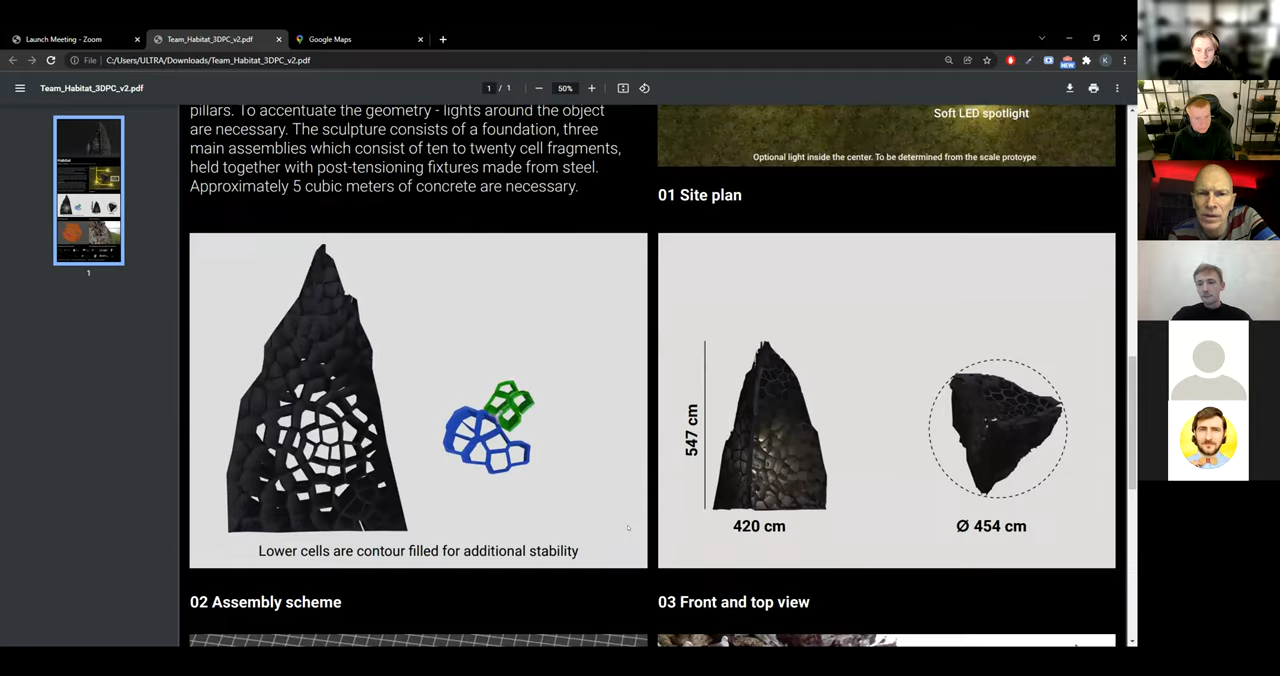 Launch Meeting - Zoom
Team_Habitat_3DPC_v2.pdf
Google Maps
File
C:/Users/ULTRA/Downloads/Team_Habitat_3DPC_v2.pdf
NEW
K
Team_Habitat_3DPC_v2.pdf
1 / 1
50%
Habitat
1
pillars. To accentuate the geometry - lights around the object
are necessary. The sculpture consists of a foundation, three
main assemblies which consist of ten to twenty cell fragments,
held together with post-tensioning fixtures made from steel.
Approximately 5 cubic meters of concrete are necessary.
Soft LED spotlight
Optional light inside the center. To be determined from the scale protoype
01 Site plan
Lower cells are contour filled for additional stability
02 Assembly scheme
547 cm
420 cm
Ø 454 cm
03 Front and top view